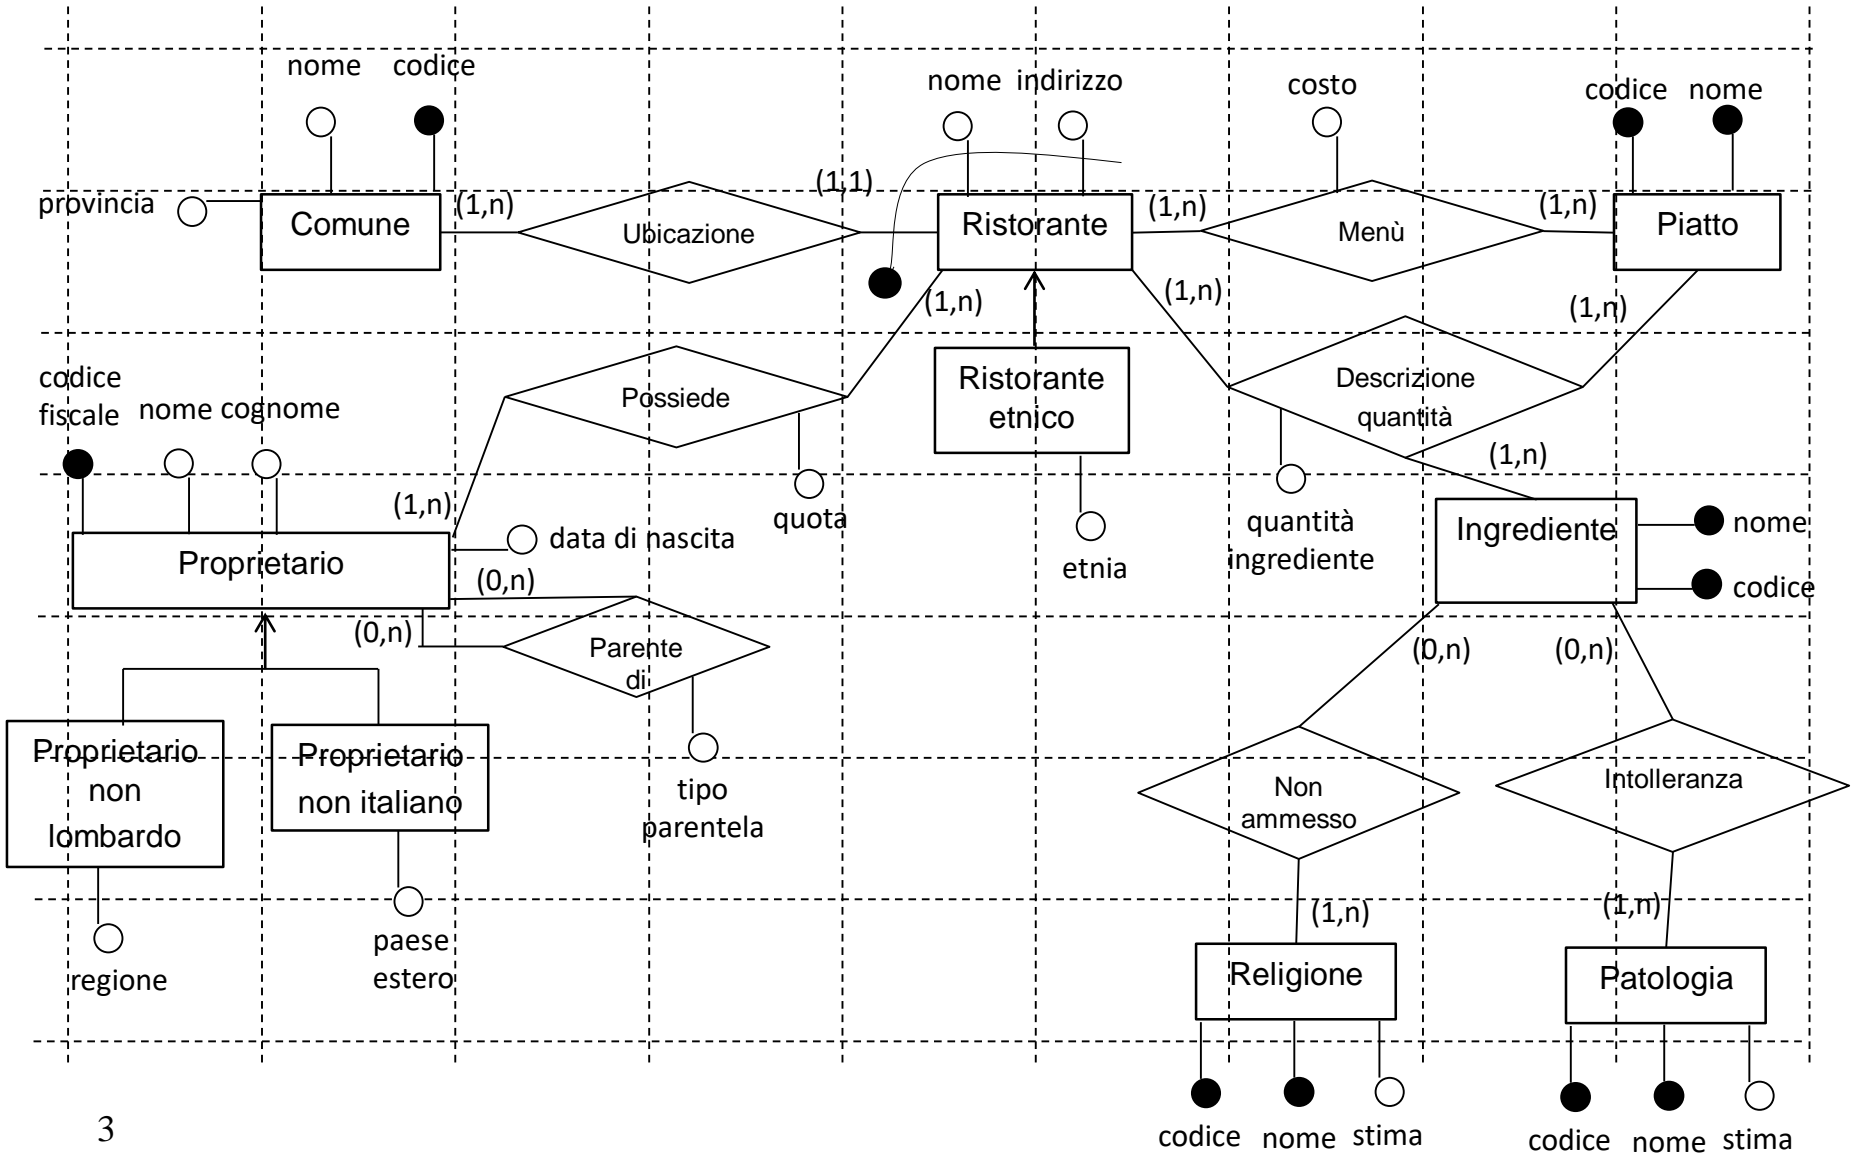 nome codice
nome indirizzo
costo
codice nome
provincia
Comune
(1,n)
Ubicazione
(1,1)
Ristorante
(1,n)
Menù
(1,n)
Piatto
(1,n)
(1,n)
(1,n)
codice
fiscale
nome cognome
Possiede
Ristorante
etnico
Descrizione
quantità
(1,n)
(1,n)
quota
data di nascita
etnia
quantità
ingrediente
Ingrediente
nome
codice
Proprietario
(0,n)
(0,n)
Parente
di
(0,n)
(0,n)
Proprietario
non
lombardo
Proprietario
non italiano
tipo
parentela
Non
ammesso
Intolleranza
regione
paese
estero
(1,n)
(1,n)
Religione
Patologia
codice nome stima
codice nome stima
3